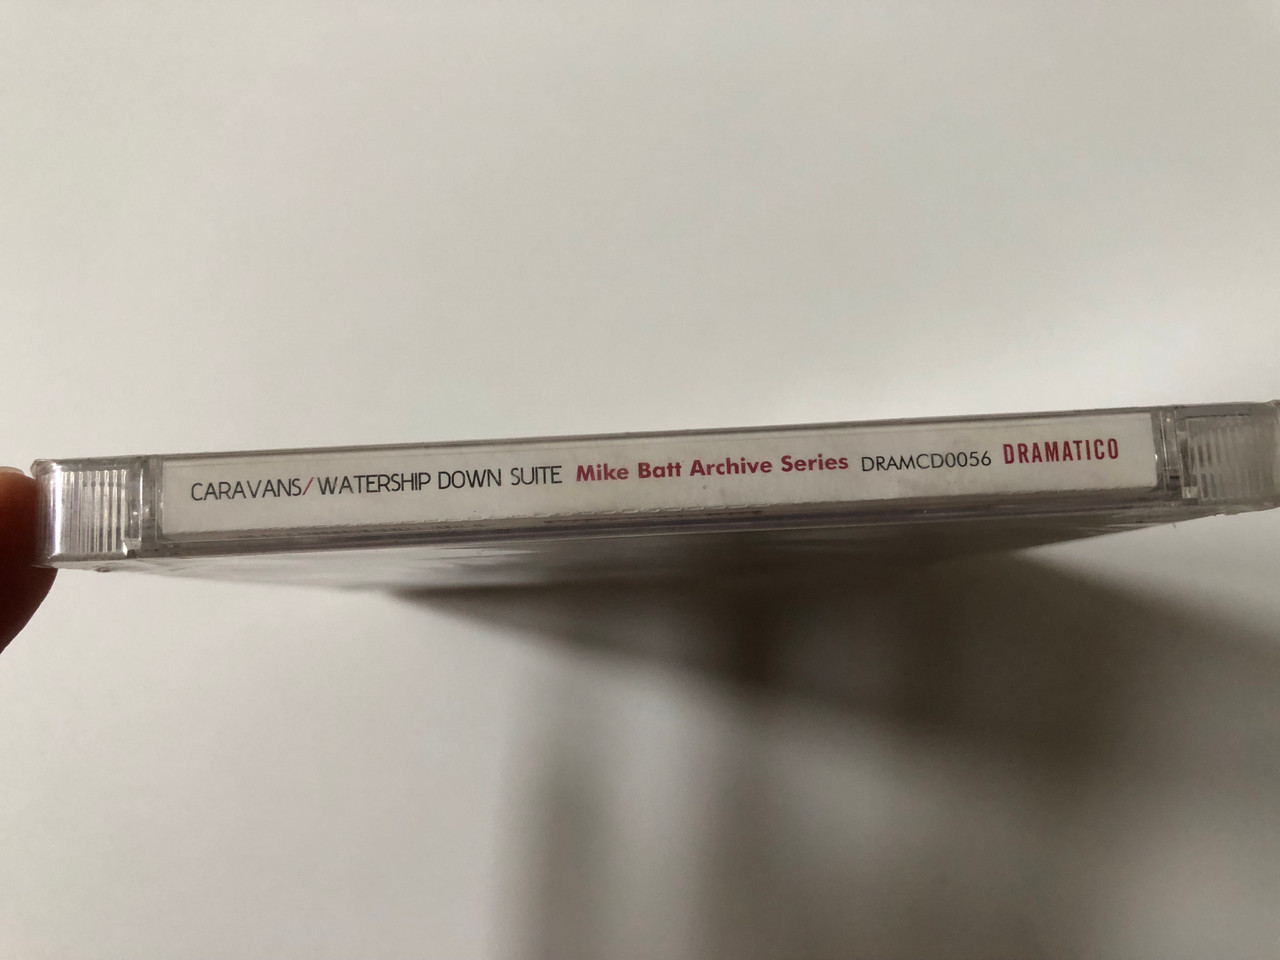 CARAVANS/WATERSHIP DOWN SUITE Mike Batt Archive Series DRAMCD0056 DRAMATICO